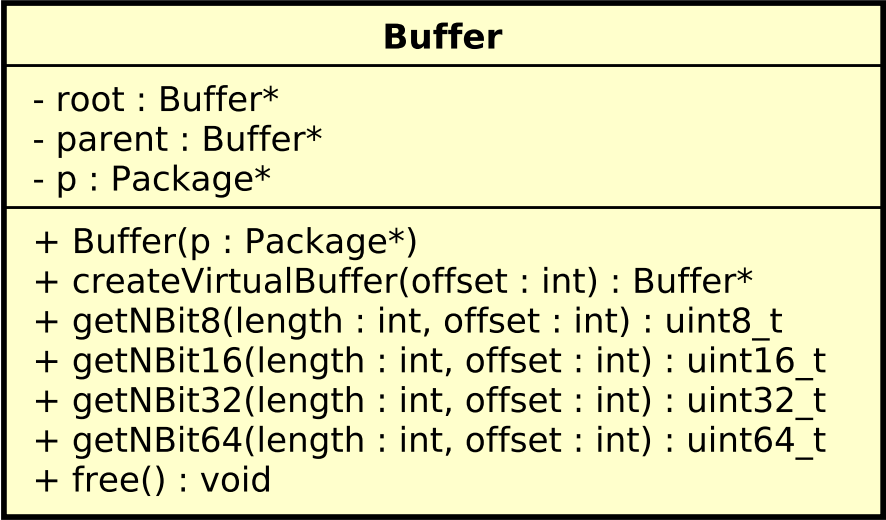 Buffer
- root : Buffer*
- parent : Buffer*
- p : Package*
+ Buffer(p : Package*)
+ createVirtualBuffer(offset : int) : Buffer*
+ getNBit8(length : int, offset : int) : uint8_t
+ getNBit16(length : int, offset : int) : uint16_t
+ getNBit32(length : int, offset : int) : uint32_t
+ getNBit64(length : int, offset : int) : uint64_t
+ free() : void